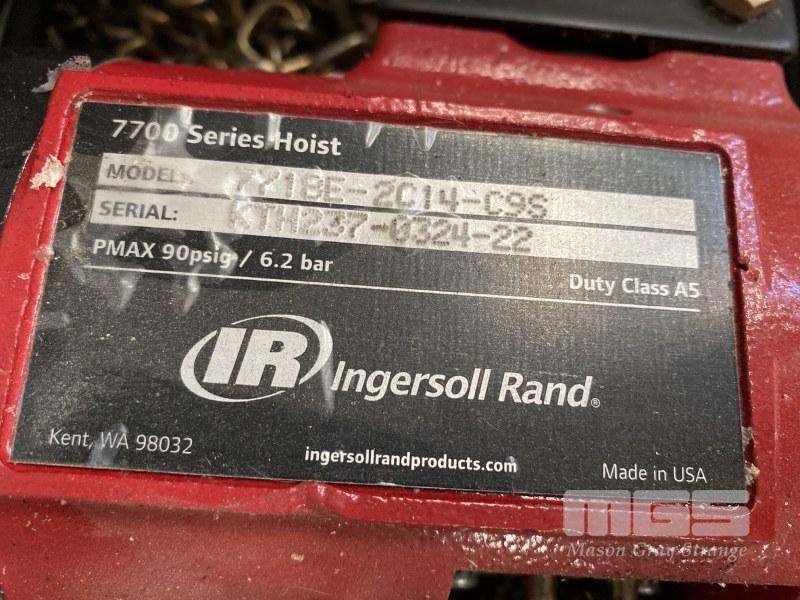 7700 Series Hoist
MODEL: 7718E-2C14-C9S
SERIAL: KTH237-0324-22
PMAX 90psig / 6.2 bar
Duty Class A5
IR Ingersoll Rand®
Kent, WA 98032
ingersollrandproducts.com
Made in USA
MGS
Mason Gray Strange